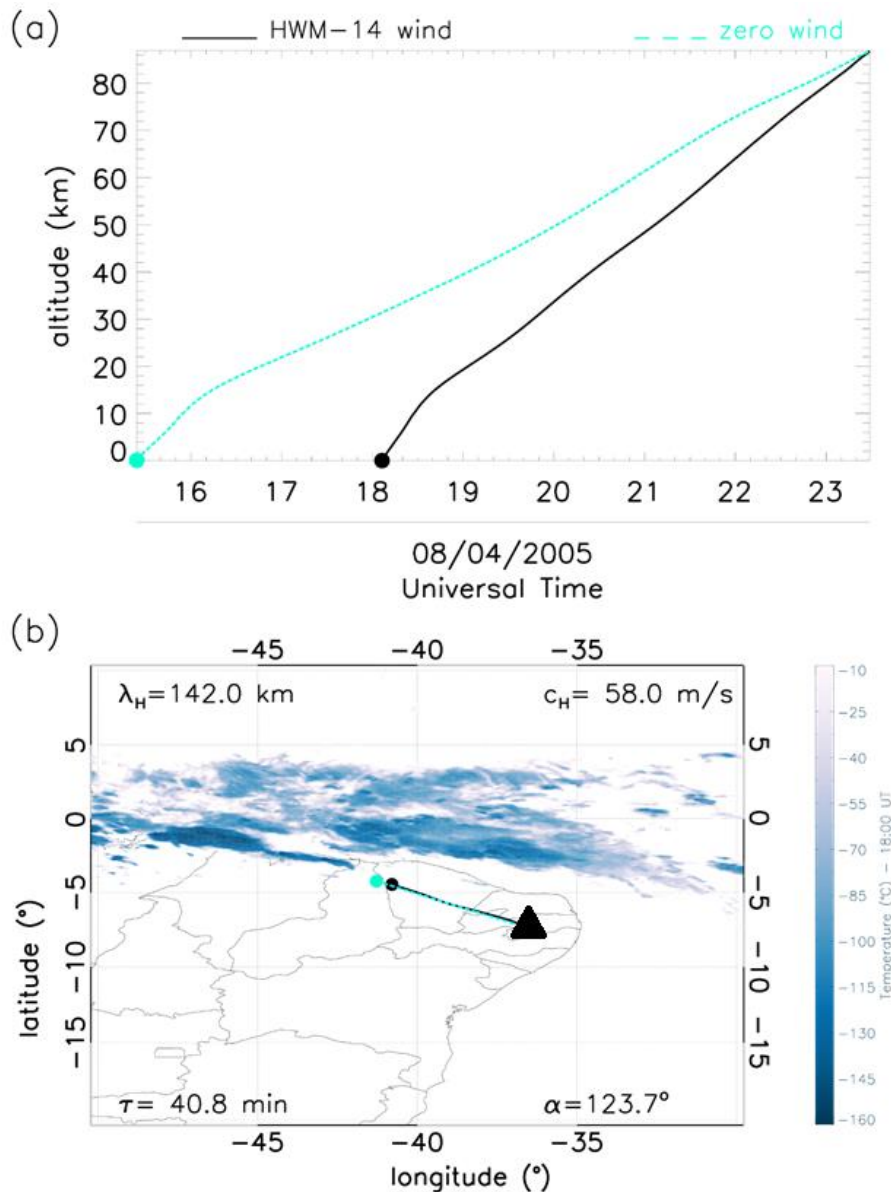 (a)
HWM-14 wind zero wind
altitude (km)
80
70
60
50
40
30
20
10
0
16 17 18 19 20 21 22 23
08/04/2005
Universal Time
(b)
-45 -40 -35
λH=142.0 km cH= 58.0 m/s
latitude (°)
5 5
0 0
-5 -5
-10 -10
-15 -15
τ= 40.8 min α=123.7°
-45 -40 -35
longitude (°)
-10
-25
-40
-55
-70
-85
-100
-115
-130
-145
-160
Temperature (°C) - 18:00 UT